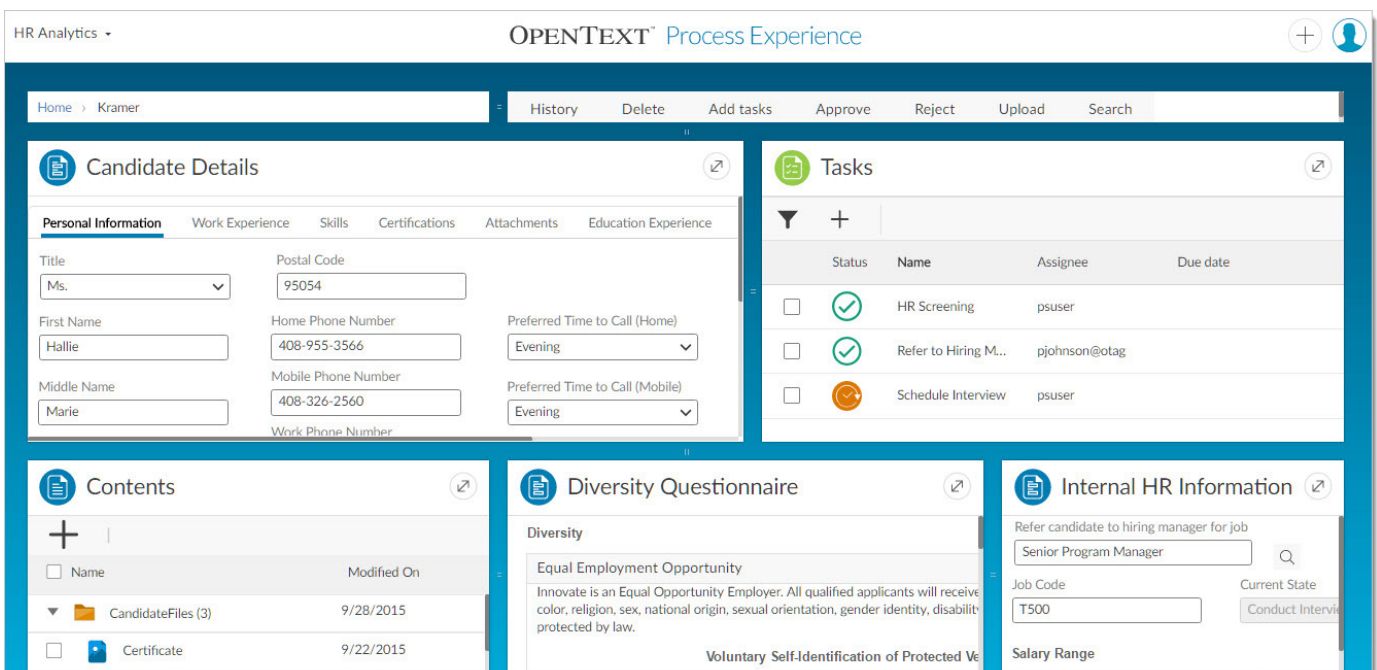 HR Analytics
OPENTEXT™ Process Experience
Home › Kramer
History Delete Add tasks Approve Reject Upload Search
Candidate Details
Personal Information Work Experience Skills Certifications Attachments Education Experience
Title
Ms.
Postal Code
95054
First Name
Hallie
Home Phone Number
408-955-3566
Preferred Time to Call (Home)
Evening
Middle Name
Marie
Mobile Phone Number
408-326-2560
Preferred Time to Call (Mobile)
Evening
Work Phone Number
Tasks
Status Name Assignee Due date
HR Screening psuser
Refer to Hiring M... pjohnson@otag
Schedule Interview psuser
Contents
Name Modified On
CandidateFiles (3) 9/28/2015
Certificate 9/22/2015
Diversity Questionnaire
Diversity
Equal Employment Opportunity
Innovate is an Equal Opportunity Employer. All qualified applicants will receive
color, religion, sex, national origin, sexual orientation, gender identity, disabilit
protected by law.
Voluntary Self-Identification of Protected Ve
Internal HR Information
Refer candidate to hiring manager for job
Senior Program Manager
Job Code
T500
Current State
Conduct Intervie
Salary Range